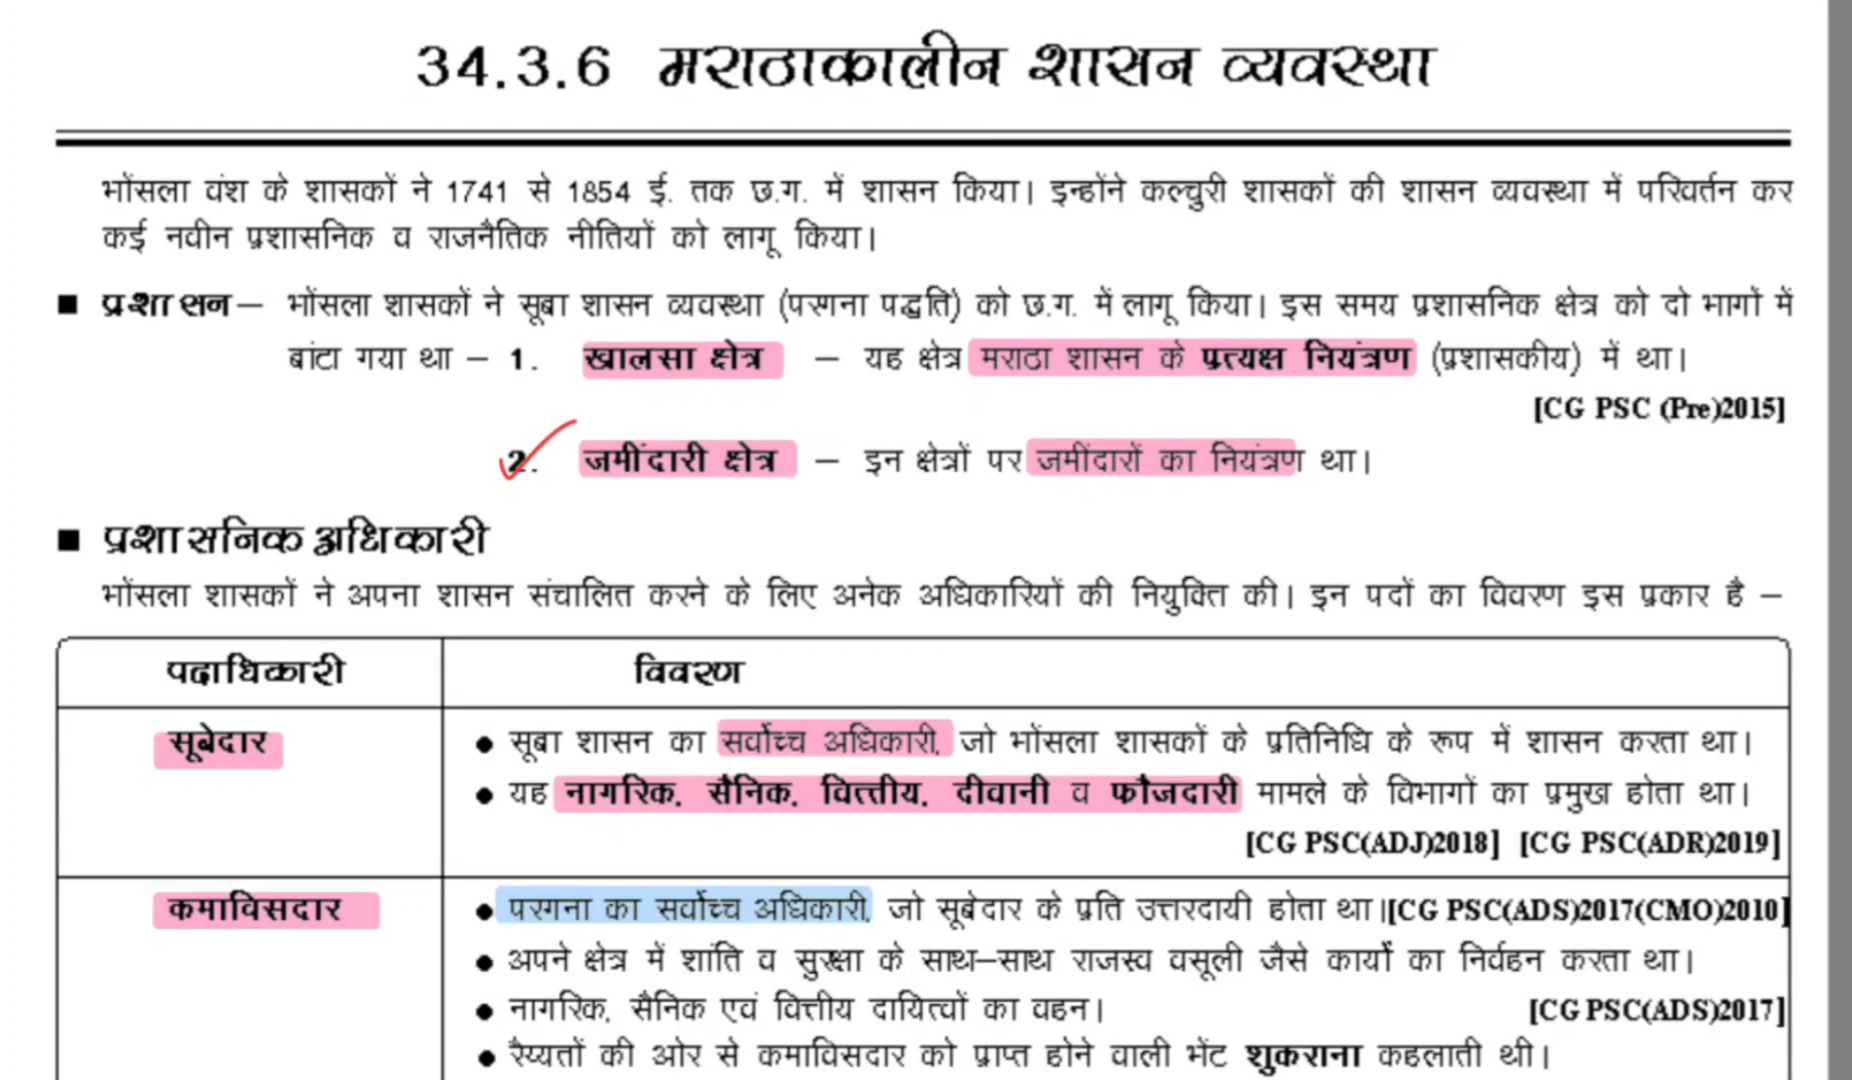 34.3.6 मराठाकालीन शासन व्यवस्था
भोंसला वंश के शासकों ने 1741 से 1854 ई. तक छ.ग. में शासन किया। इन्होंने कल्चुरी शासकों की शासन व्यवस्था में परिवर्तन कर
कई नवीन प्रशासनिक व राजनैतिक नीतियों को लागू किया।
■ प्रशासन– भोंसला शासकों ने सूबा शासन व्यवस्था (परगना पद्धति) को छ.ग. में लागू किया। इस समय प्रशासनिक क्षेत्र को दो भागों में
बांटा गया था – 1. खालसा क्षेत्र – यह क्षेत्र मराठा शासन के प्रत्यक्ष नियंत्रण (प्रशासकीय) में था।
[CG PSC (Pre)2015]
2. जमींदारी क्षेत्र – इन क्षेत्रों पर जमींदारों का नियंत्रण था।
■ प्रशासनिक अधिकारी
भोंसला शासकों ने अपना शासन संचालित करने के लिए अनेक अधिकारियों की नियुक्ति की। इन पदों का विवरण इस प्रकार है –
पदाधिकारी विवरण
सूबेदार ● सूबा शासन का सर्वोच्च अधिकारी, जो भोंसला शासकों के प्रतिनिधि के रूप में शासन करता था।
● यह नागरिक, सैनिक, वित्तीय, दीवानी व फौजदारी मामले के विभागों का प्रमुख होता था।
[CG PSC(ADJ)2018] [CG PSC(ADR)2019]
कमाविसदार ● परगना का सर्वोच्च अधिकारी, जो सूबेदार के प्रति उत्तरदायी होता था।[CG PSC(ADS)2017(CMO)2010]
● अपने क्षेत्र में शांति व सुरक्षा के साथ–साथ राजस्व वसूली जैसे कार्यों का निर्वहन करता था।
● नागरिक, सैनिक एवं वित्तीय दायित्वों का वहन। [CG PSC(ADS)2017]
● रैय्यतों की ओर से कमाविसदार को प्राप्त होने वाली भेंट शुकराना कहलाती थी।